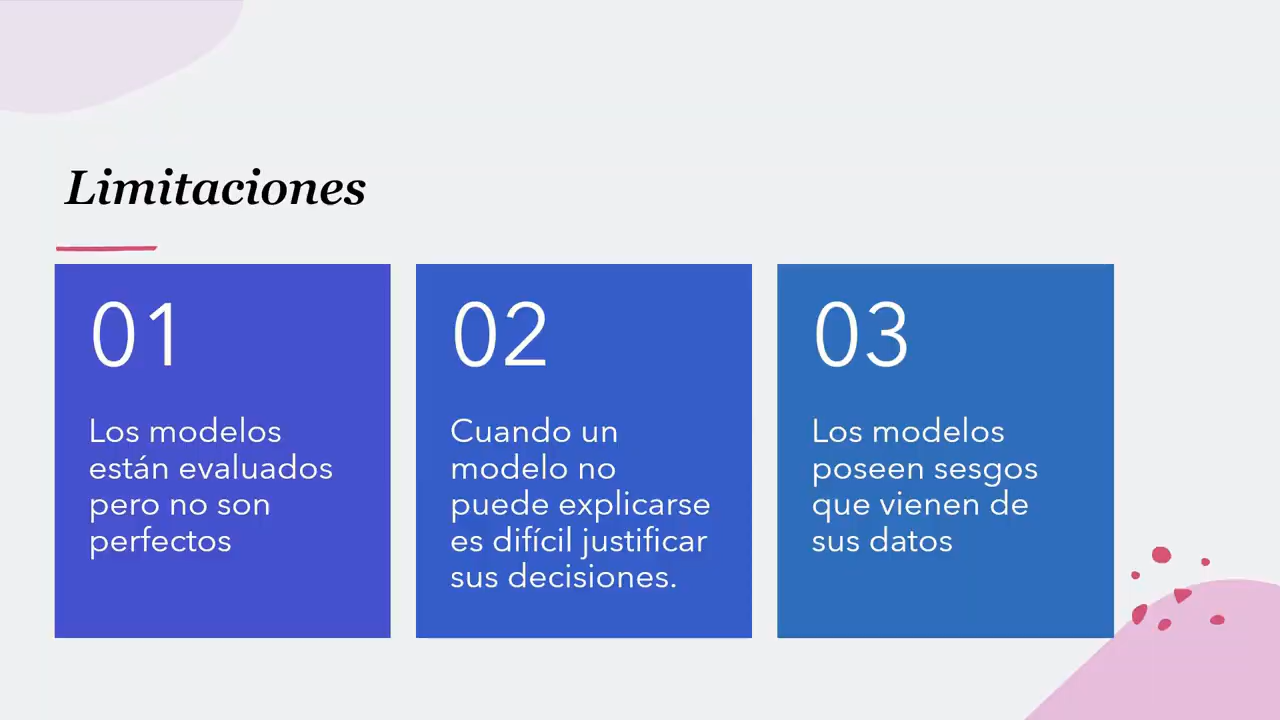 Limitaciones
01
Los modelos
están evaluados
pero no son
perfectos
02
Cuando un
modelo no
puede explicarse
es difícil justificar
sus decisiones.
03
Los modelos
poseen sesgos
que vienen de
sus datos